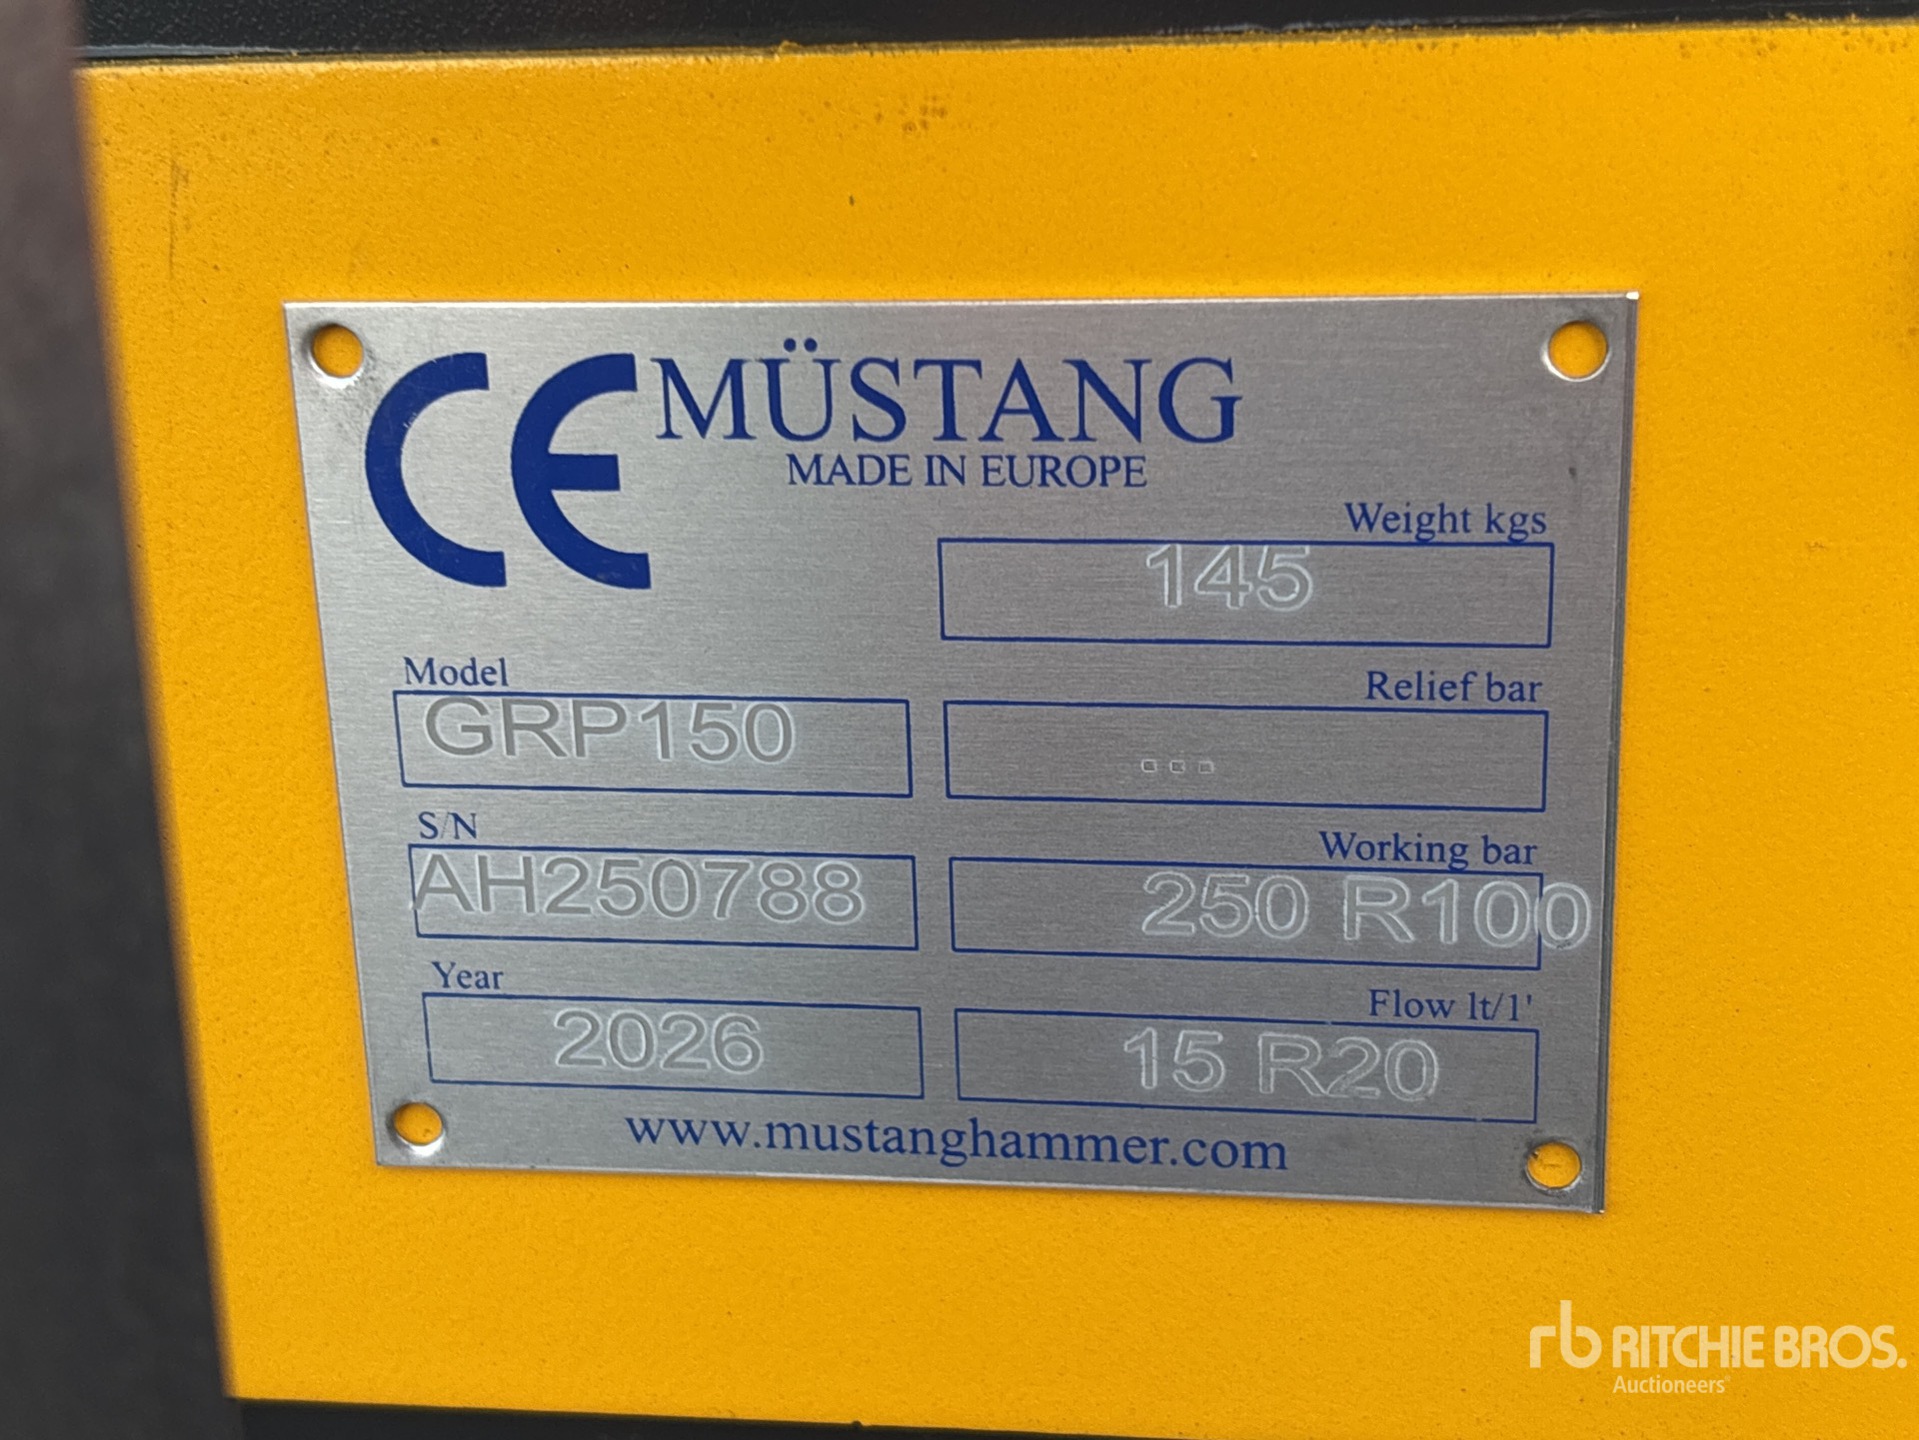 CE MÜSTANG
MADE IN EUROPE
Weight kgs
145
Model
GRP150
Relief bar
...
S/N
AH250788
Working bar
250 R100
Year
2026
Flow lt/1'
15 R20
www.mustanghammer.com
rb RITCHIE BROS.
Auctioneers